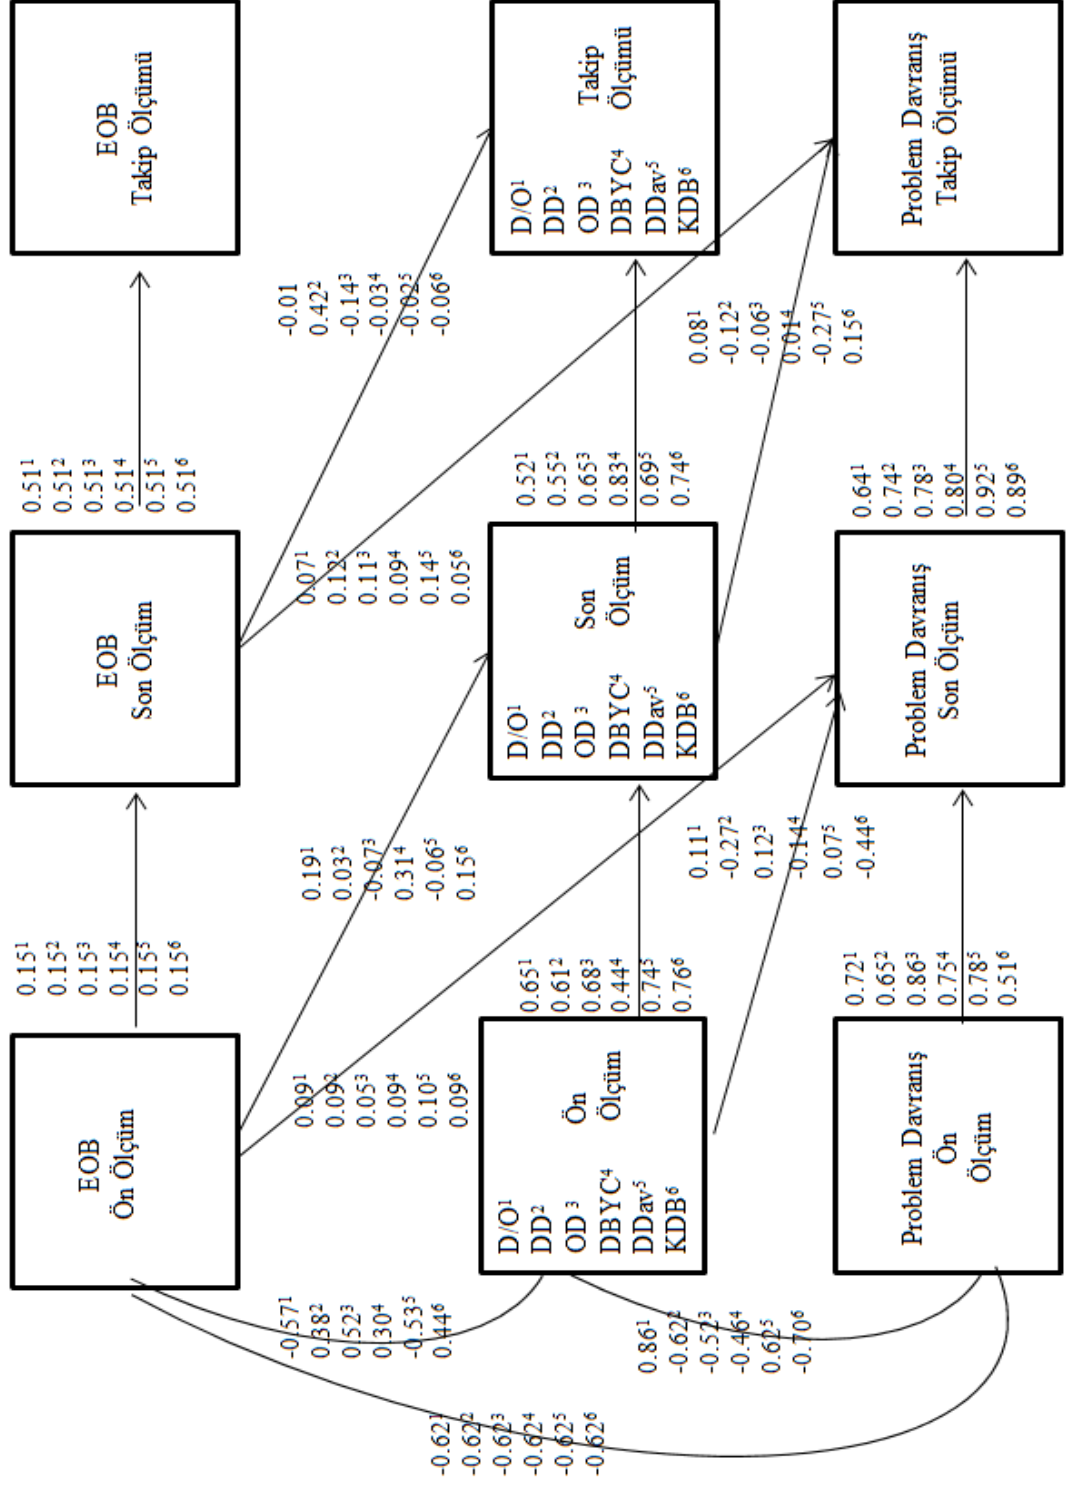 EOB
Ön Ölçüm
0.15¹
0.15²
0.15³
0.15⁴
0.15⁵
0.15⁶
EOB
Son Ölçüm
0.51¹
0.51²
0.51³
0.51⁴
0.51⁵
0.51⁶
EOB
Takip Ölçümü
-0.57¹
0.38²
0.52³
0.30⁴
-0.53⁵
0.44⁶
0.09¹
0.09²
0.05³
0.09⁴
0.10⁵
0.09⁶
0.19¹
0.03²
-0.07³
0.31⁴
-0.06⁵
0.15⁶
0.07¹
0.12²
0.11³
0.09⁴
0.14⁵
0.05⁶
-0.01
0.42²
-0.14³
-0.03⁴
-0.02⁵
-0.06⁶
-0.62¹
-0.62²
-0.62³
-0.62⁴
-0.62⁵
-0.62⁶
D/O¹
DD²
OD ³ Ön
DBYC⁴ Ölçüm
DDav⁵
KDB⁶
0.65¹
0.61²
0.68³
0.44⁴
0.74⁵
0.76⁶
D/O¹
DD²
OD ³ Son
DBYC⁴ Ölçüm
DDav⁵
KDB⁶
0.52¹
0.55²
0.65³
0.83⁴
0.69⁵
0.74⁶
D/O¹
DD²
OD ³ Takip
DBYC⁴ Ölçümü
DDav⁵
KDB⁶
0.86¹
-0.62²
-0.52³
-0.46⁴
0.62⁵
-0.70⁶
0.11¹
-0.27²
0.12³
-0.14⁴
0.07⁵
-0.44⁶
0.08¹
-0.12²
-0.06³
0.01⁴
-0.27⁵
0.15⁶
Problem Davranış
Ön
Ölçüm
0.72¹
0.65²
0.86³
0.75⁴
0.78⁵
0.51⁶
Problem Davranış
Son Ölçüm
0.64¹
0.74²
0.78³
0.80⁴
0.92⁵
0.89⁶
Problem Davranış
Takip Ölçümü